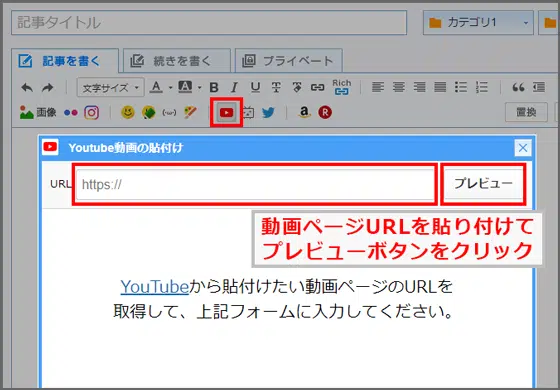 記事タイトル
カテゴリ1
記事を書く
続きを書く
プライベート
文字サイズ A A B I U T T Rich
画像
a R 置換
Youtube動画の貼付け
URL https:// プレビュー
動画ページURLを貼り付けて
プレビューボタンをクリック
YouTubeから貼付けたい動画ページのURLを
取得して、上記フォームに入力してください。